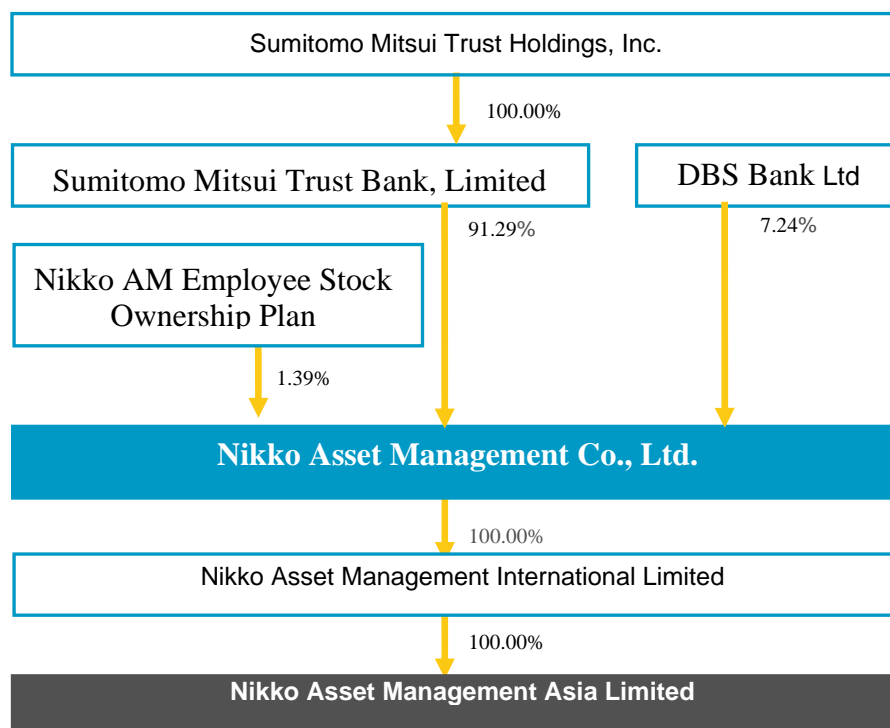 Sumitomo Mitsui Trust Holdings, Inc.
100.00%
Sumitomo Mitsui Trust Bank, Limited
DBS Bank Ltd
91.29%
7.24%
Nikko AM Employee Stock
Ownership Plan
1.39%
Nikko Asset Management Co., Ltd.
100.00%
Nikko Asset Management International Limited
100.00%
Nikko Asset Management Asia Limited